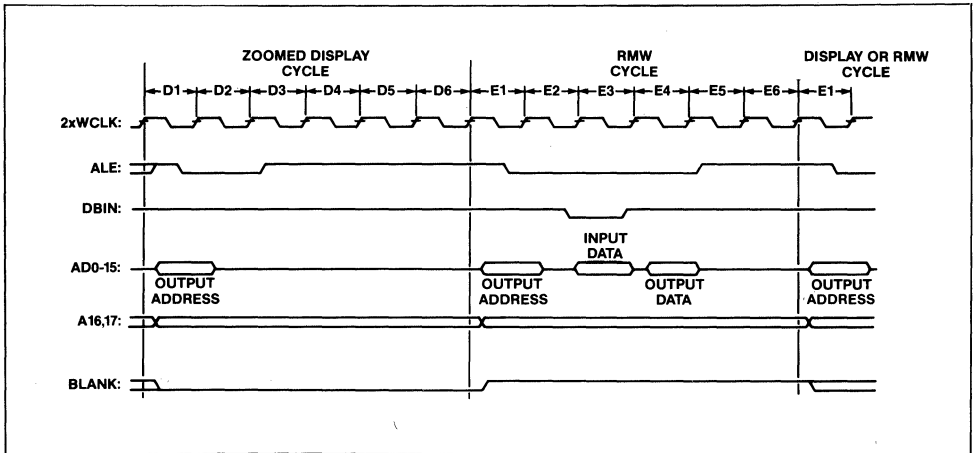 ZOOMED DISPLAY
CYCLE
RMW
CYCLE
DISPLAY OR RMW
CYCLE
D1 D2 D3 D4 D5 D6 E1 E2 E3 E4 E5 E6 E1
2xWCLK:
ALE:
DBIN:
INPUT
DATA
AD0-15:
OUTPUT
ADDRESS
OUTPUT
ADDRESS
OUTPUT
DATA
OUTPUT
ADDRESS
A16,17:
BLANK: